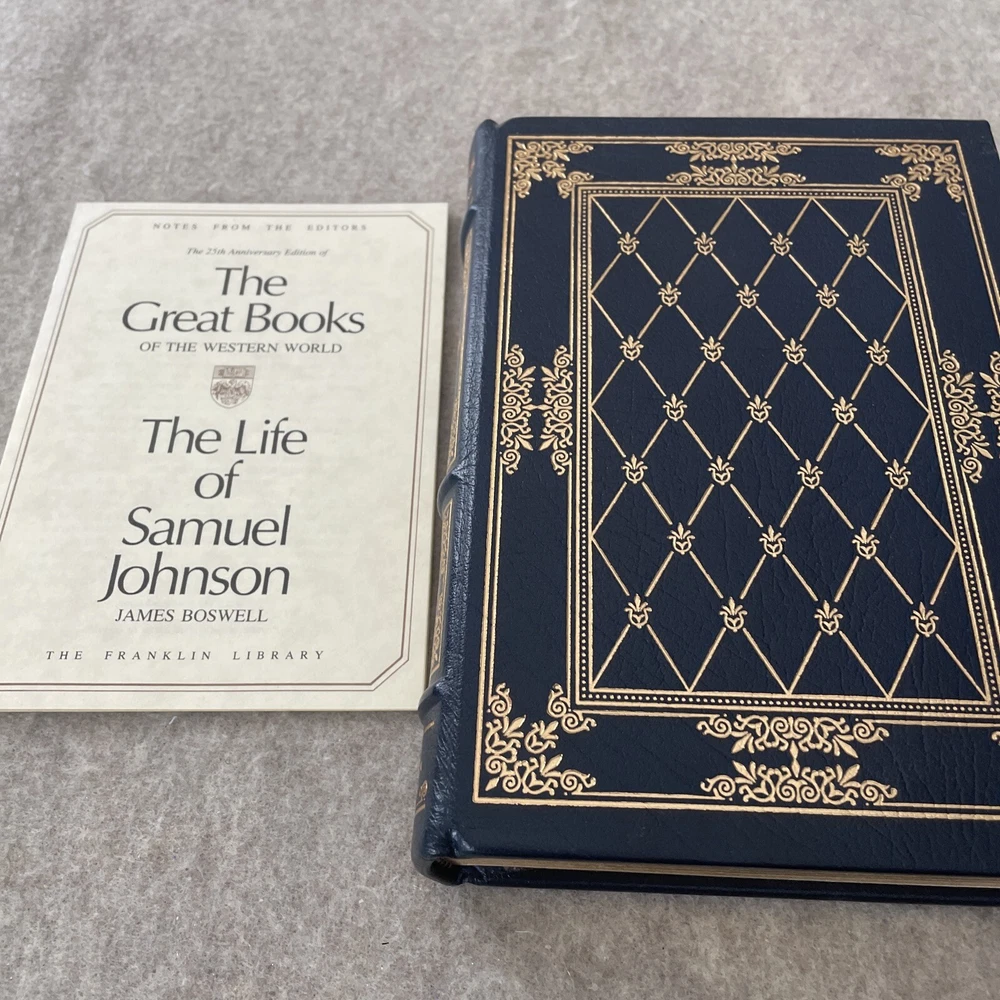 NOTES FROM THE EDITORS
The 25th Anniversary Edition of
The
Great Books
OF THE WESTERN WORLD
The Life
of
Samuel
Johnson
JAMES BOSWELL
THE FRANKLIN LIBRARY